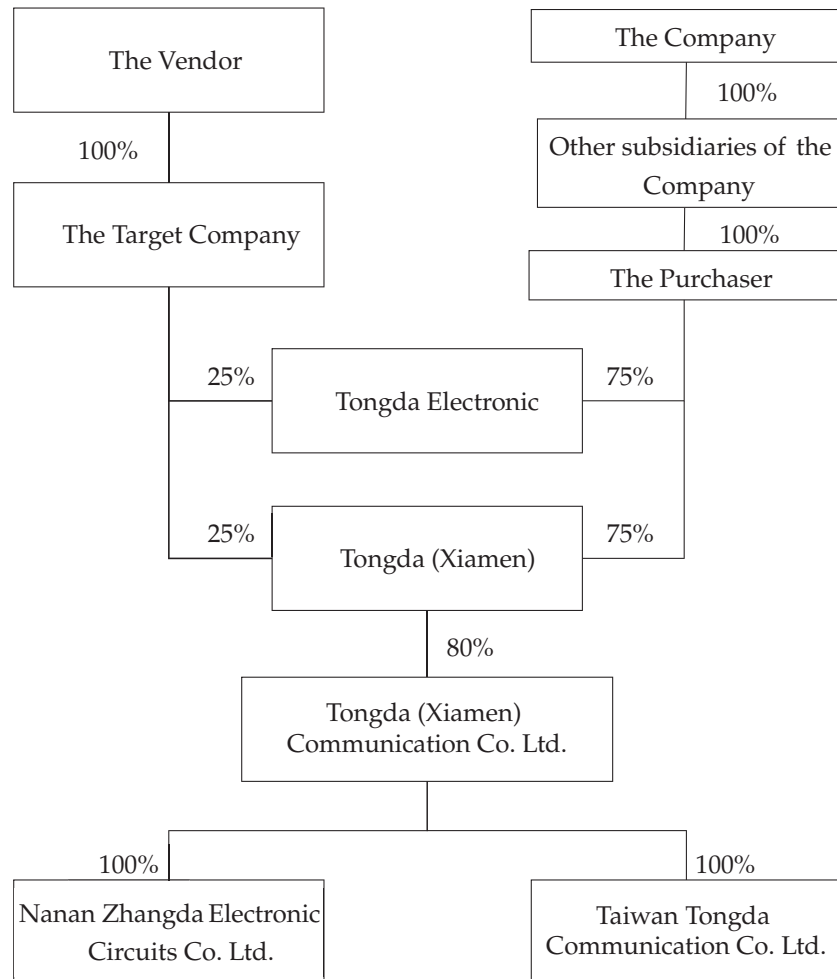 The Vendor
The Company
100%
100%
Other subsidiaries of the
Company
The Target Company
100%
The Purchaser
25%
75%
Tongda Electronic
25%
75%
Tongda (Xiamen)
80%
Tongda (Xiamen)
Communication Co. Ltd.
100%
100%
Nanan Zhangda Electronic
Circuits Co. Ltd.
Taiwan Tongda
Communication Co. Ltd.